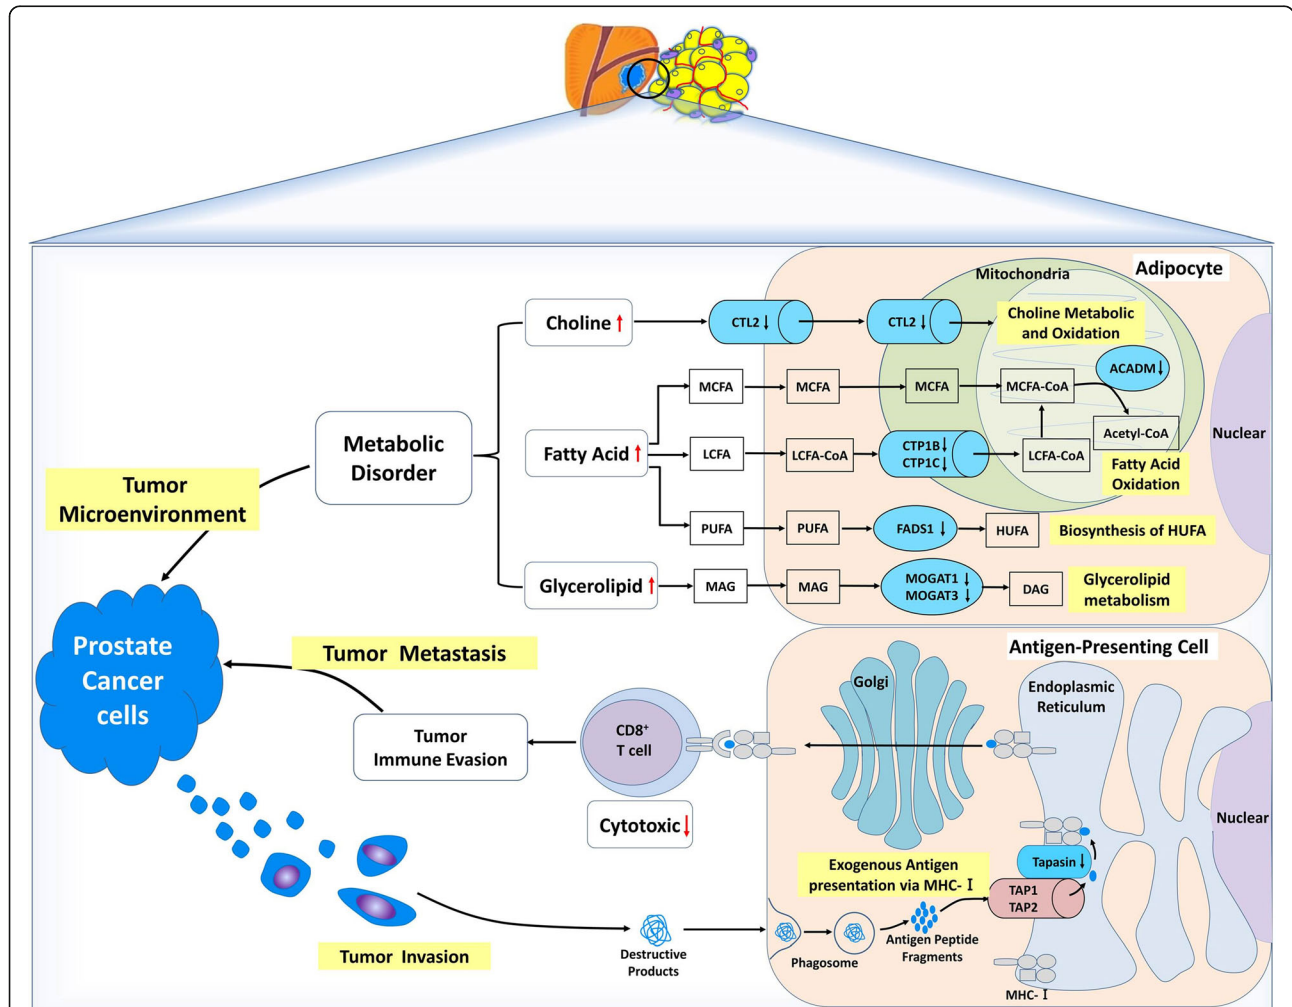 Adipocyte
Mitochondria
Choline ↑
CTL2 ↓
CTL2 ↓
Choline Metabolic
and Oxidation
ACADM ↓
MCFA
MCFA
MCFA
MCFA-CoA
Acetyl-CoA
Nuclear
Metabolic
Disorder
Fatty Acid ↑
LCFA
LCFA-CoA
CTP1B ↓
CTP1C ↓
LCFA-CoA
Fatty Acid
Oxidation
Tumor
Microenvironment
PUFA
PUFA
FADS1 ↓
HUFA
Biosynthesis of HUFA
Glycerolipid ↑
MAG
MAG
MOGAT1 ↓
MOGAT3 ↓
DAG
Glycerolipid
metabolism
Prostate
Cancer
cells
Tumor Metastasis
Antigen-Presenting Cell
Golgi
Endoplasmic
Reticulum
Tumor
Immune Evasion
CD8⁺
T cell
Cytotoxic ↓
Nuclear
Exogenous Antigen
presentation via MHC- I
Tapasin ↓
TAP1
TAP2
Tumor Invasion
Destructive
Products
Phagosome
Antigen Peptide
Fragments
MHC- I